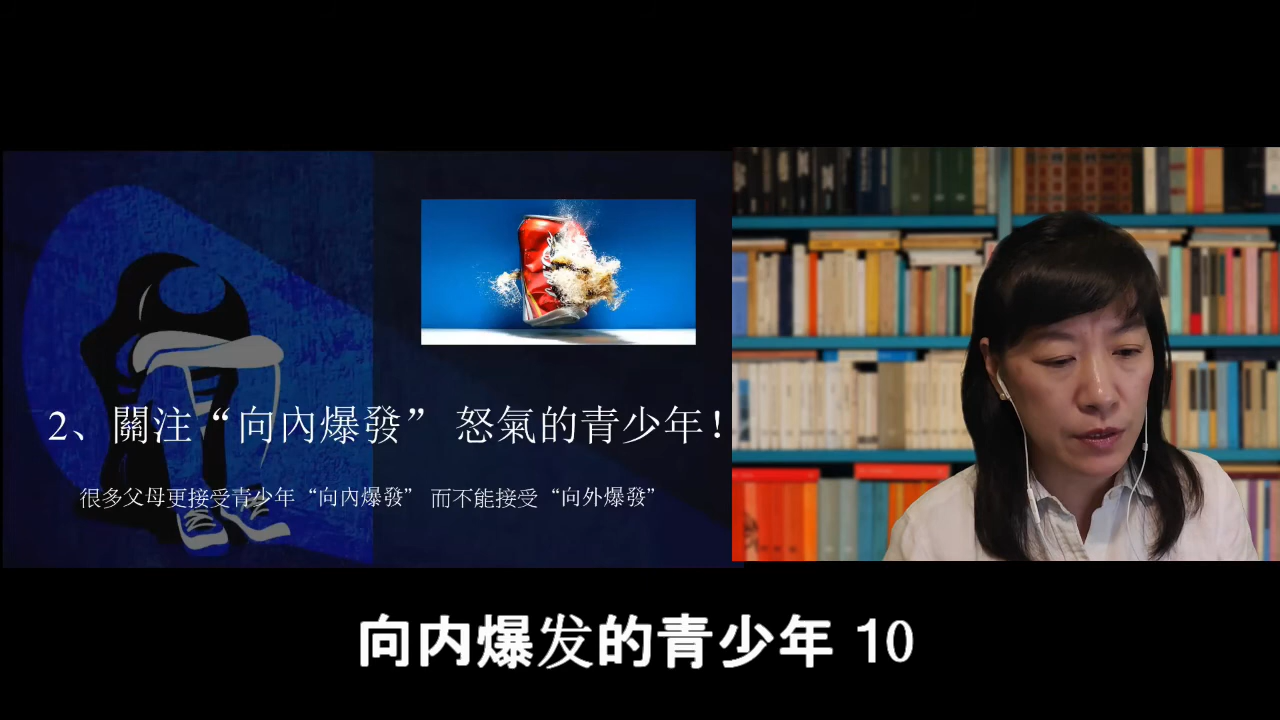 2、關注“向內爆發” 怒氣的青少年！
很多父母更接受青少年“向內爆發” 而不能接受“向外爆發”
向内爆发的青少年 10